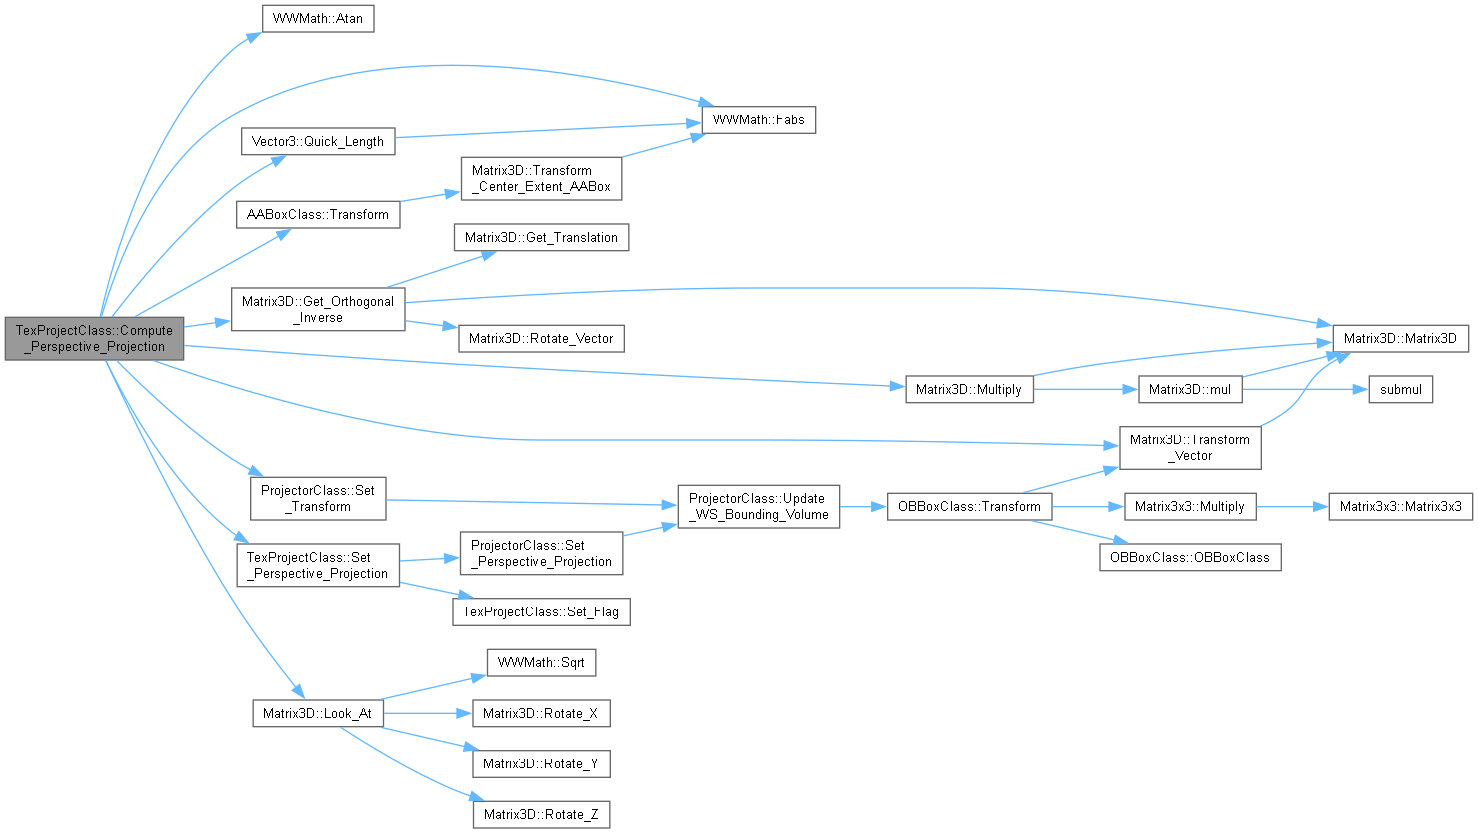 WWMath::Atan
WWMath::Fabs
Vector3::Quick_Length
Matrix3D::Transform
_Center_Extent_AABox
AABoxClass::Transform
Matrix3D::Get_Translation
Matrix3D::Get_Orthogonal
_Inverse
TexProjectClass::Compute
_Perspective_Projection
Matrix3D::Rotate_Vector
Matrix3D::Matrix3D
Matrix3D::Multiply
Matrix3D::mul
submul
Matrix3D::Transform
_Vector
ProjectorClass::Set
_Transform
ProjectorClass::Update
_WS_Bounding_Volume
OBBoxClass::Transform
Matrix3x3::Multiply
Matrix3x3::Matrix3x3
TexProjectClass::Set
_Perspective_Projection
ProjectorClass::Set
_Perspective_Projection
OBBoxClass::OBBoxClass
TexProjectClass::Set_Flag
WWMath::Sqrt
Matrix3D::Look_At
Matrix3D::Rotate_X
Matrix3D::Rotate_Y
Matrix3D::Rotate_Z